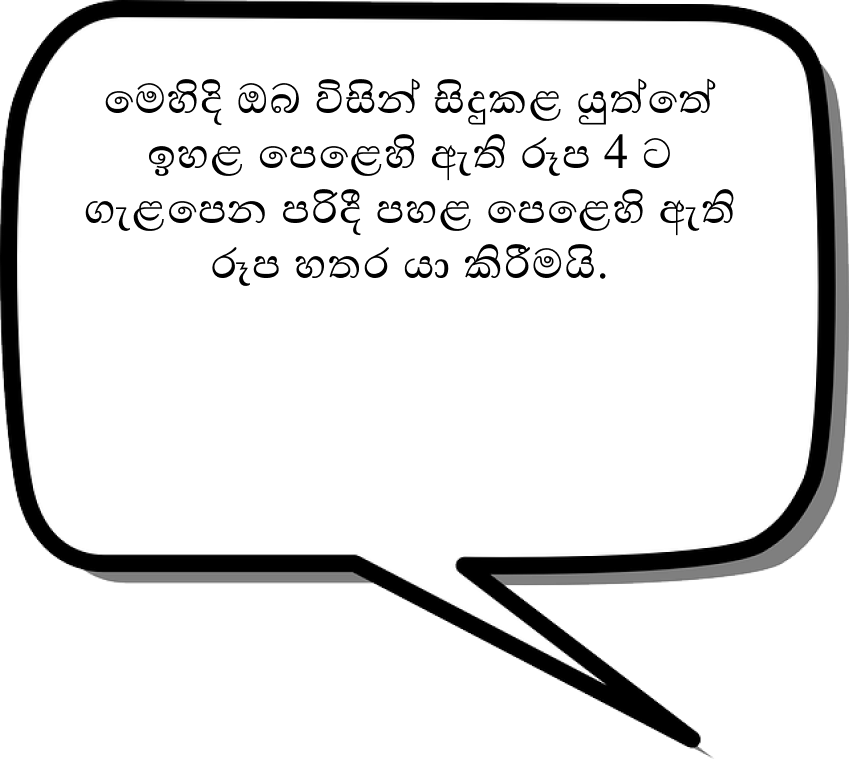 මෙහිදි ඔබ විසින් සිදුකළ යුත්තේ
ඉහළ පෙළෙහි ඇති රූප 4 ට
ගැළපෙන පරිදී පහළ පෙළෙහි ඇති
රූප හතර යා කිරීමයි.